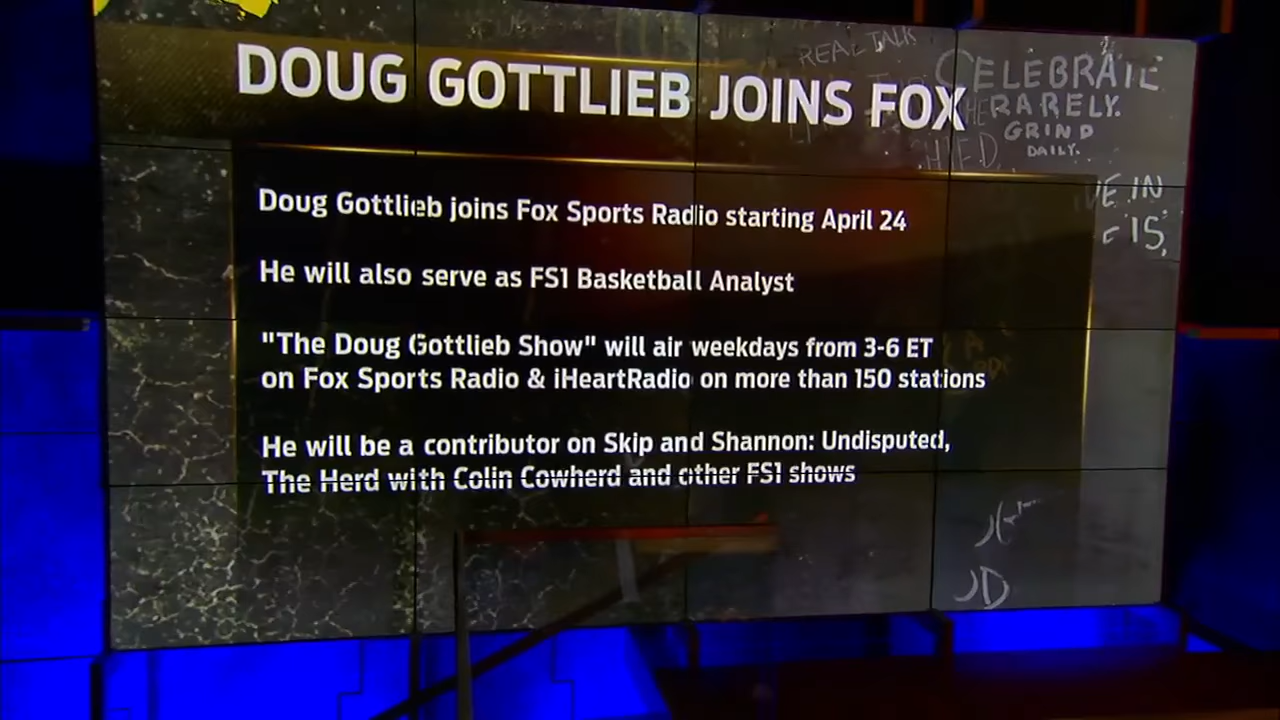 DOUG GOTTLIEB JOINS FOX
REAL TALK
CELEBRATE
RARELY.
GRIND
DAILY.
Doug Gottlieb joins Fox Sports Radio starting April 24
He will also serve as FS1 Basketball Analyst
"The Doug Gottlieb Show" will air weekdays from 3-6 ET
on Fox Sports Radio & iHeartRadio on more than 150 stations
He will be a contributor on Skip and Shannon: Undisputed,
The Herd with Colin Cowherd and other FS1 shows
IN
15,
JD